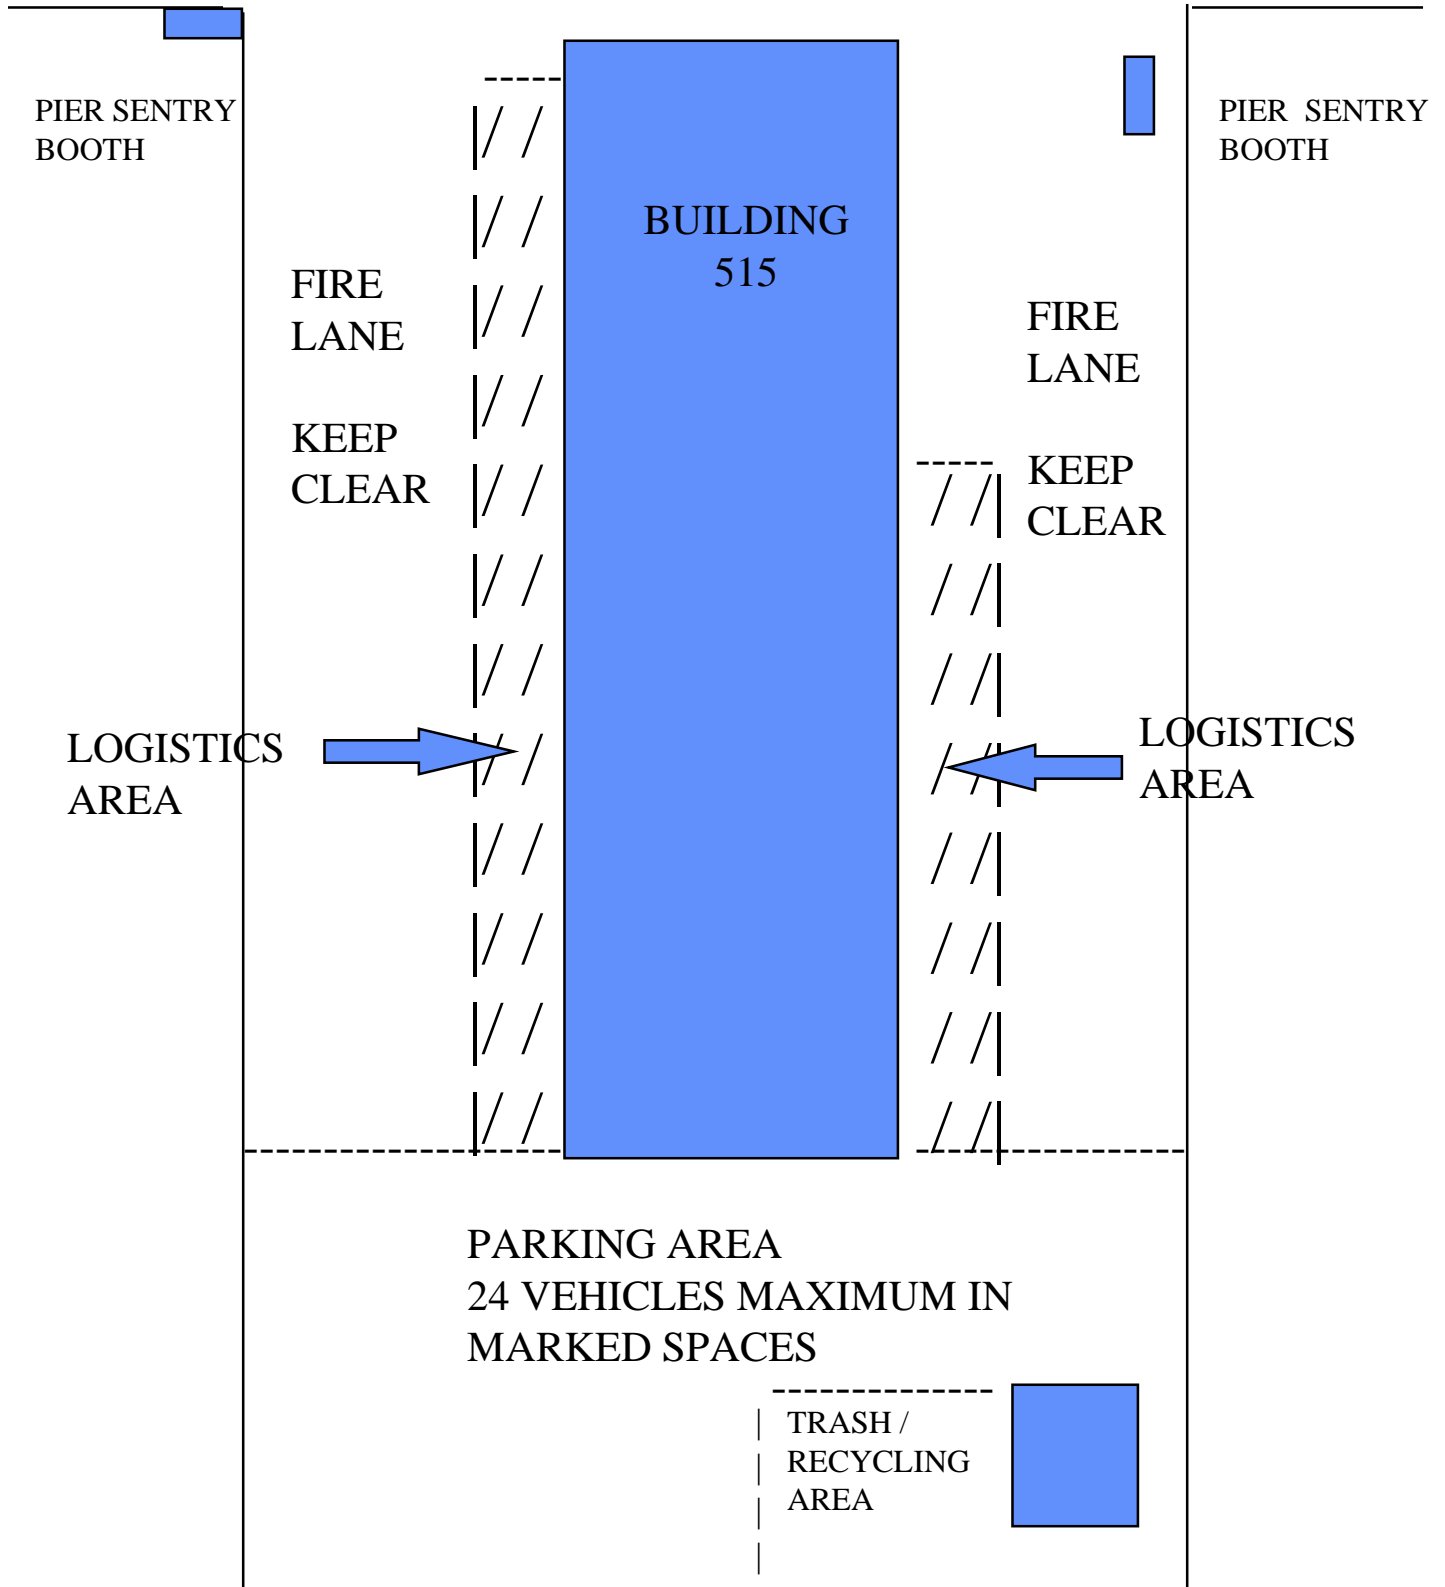 PIER SENTRY
BOOTH
PIER SENTRY
BOOTH
BUILDING
515
FIRE
LANE
KEEP
CLEAR
FIRE
LANE
KEEP
CLEAR
LOGISTICS
AREA
LOGISTICS
AREA
PARKING AREA
24 VEHICLES MAXIMUM IN
MARKED SPACES
TRASH /
RECYCLING
AREA